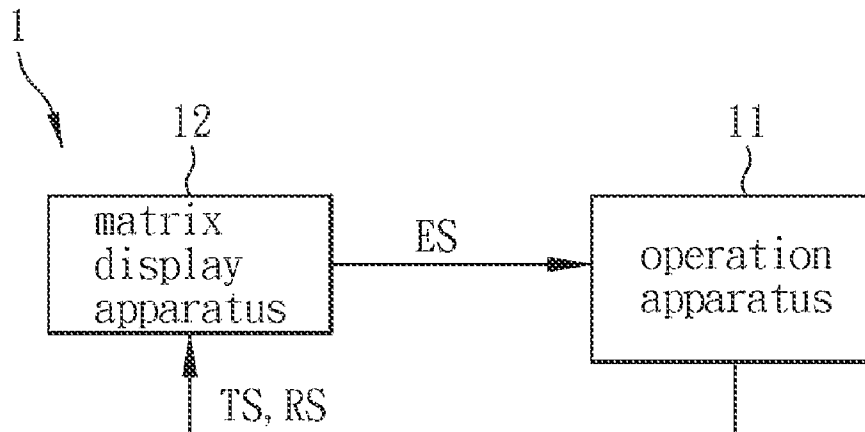 1
12
11
matrix
display
apparatus
ES
operation
apparatus
TS, RS